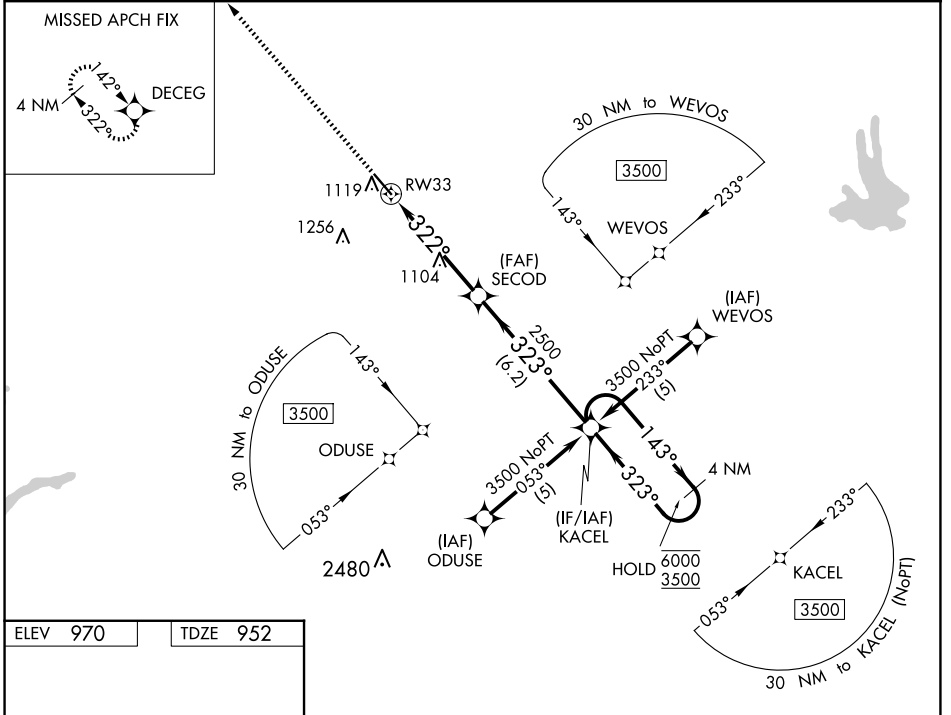 MISSED APCH FIX
142°
4 NM
DECEG
322°
30 NM to WEVOS
3500
143°
233°
WEVOS
1119
RW33
1256
322°
1104
(FAF)
SECOD
(IAF)
WEVOS
2500
323°
(6.2)
3500 NoPT
233°
(5)
30 NM to ODUSE
143°
3500
ODUSE
053°
3500 NoPT
053°
(5)
143°
323°
4 NM
(IF/IAF)
KACEL
(IAF)
ODUSE
HOLD
6000
3500
2480
233°
KACEL
053°
3500
30 NM to KACEL (NoPT)
ELEV 970
TDZE 952